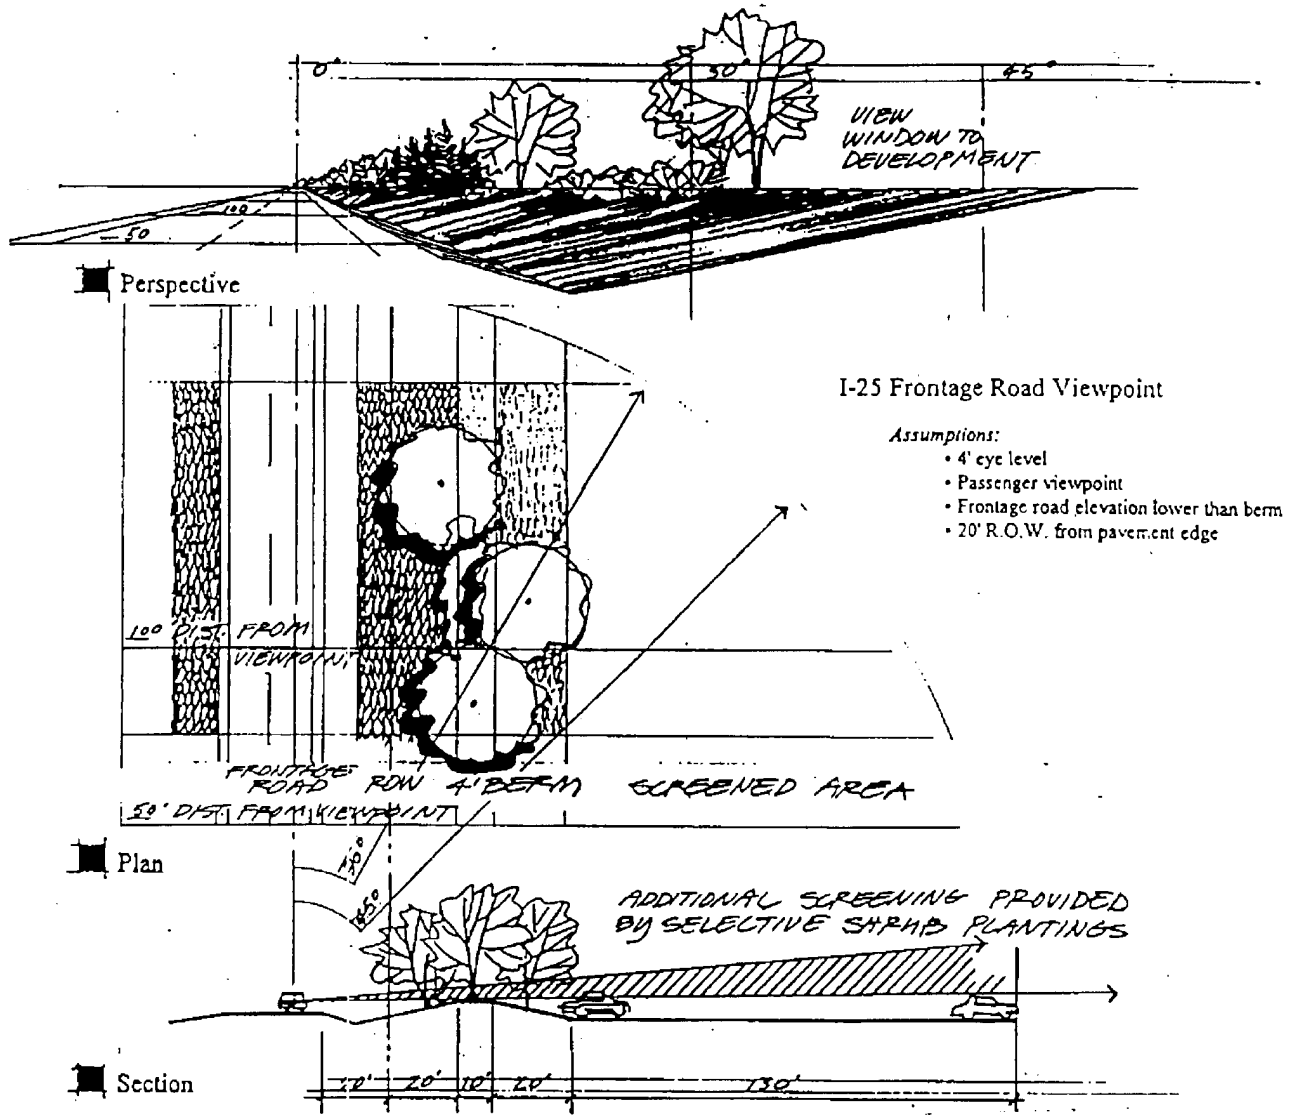 0°
30°
45°
VIEW
WINDOW TO
DEVELOPMENT
100
50
Perspective
I-25 Frontage Road Viewpoint
Assumptions:
• 4' eye level
• Passenger viewpoint
• Frontage road elevation lower than berm
• 20' R.O.W. from pavement edge
100' DIST. FROM
VIEWPOINT
FRONTAGE
ROAD ROW 4' BERM SCREENED AREA
50' DIST. FROM VIEWPOINT
Plan
30°
45°
ADDITIONAL SCREENING PROVIDED
BY SELECTIVE SHRUB PLANTINGS
Section
20' 20' 10' 20' 130'